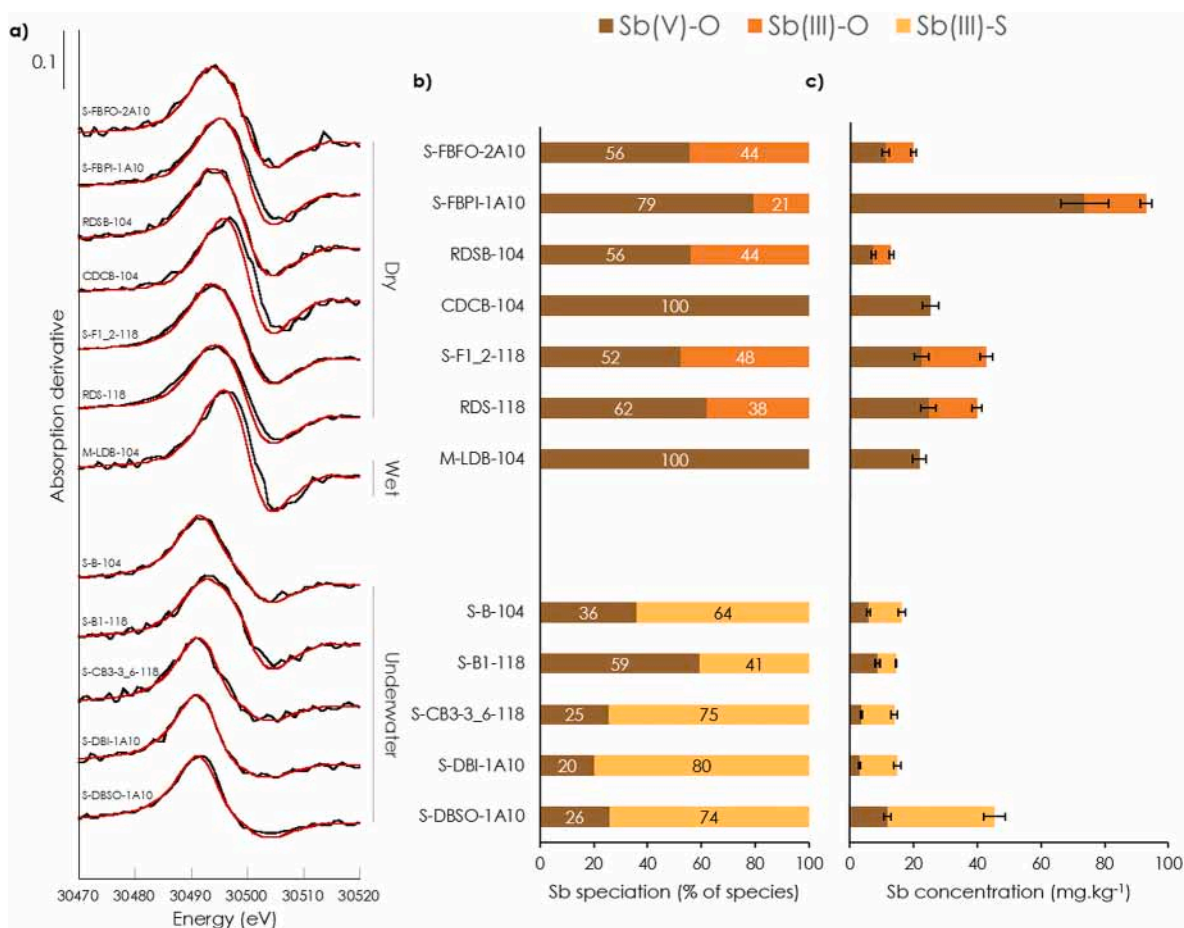 Sb(V)-O Sb(III)-O Sb(III)-S
a)
0.1
Absorption derivative
S-FBFO-2A10
S-FBPI-1A10
RDSB-104
CDCB-104
S-F1_2-118
RDS-118
M-LDB-104
S-B-104
S-B1-118
S-CB3-3_6-118
S-DBI-1A10
S-DBSO-1A10
Dry
Wet
Underwater
30470 30480 30490 30500 30510 30520
Energy (eV)
b)
S-FBFO-2A10 56 44
S-FBPI-1A10 79 21
RDSB-104 56 44
CDCB-104 100
S-F1_2-118 52 48
RDS-118 62 38
M-LDB-104 100
S-B-104 36 64
S-B1-118 59 41
S-CB3-3_6-118 25 75
S-DBI-1A10 20 80
S-DBSO-1A10 26 74
0 20 40 60 80 100
Sb speciation (% of species)
c)
0 20 40 60 80 100
Sb concentration (mg.kg⁻¹)